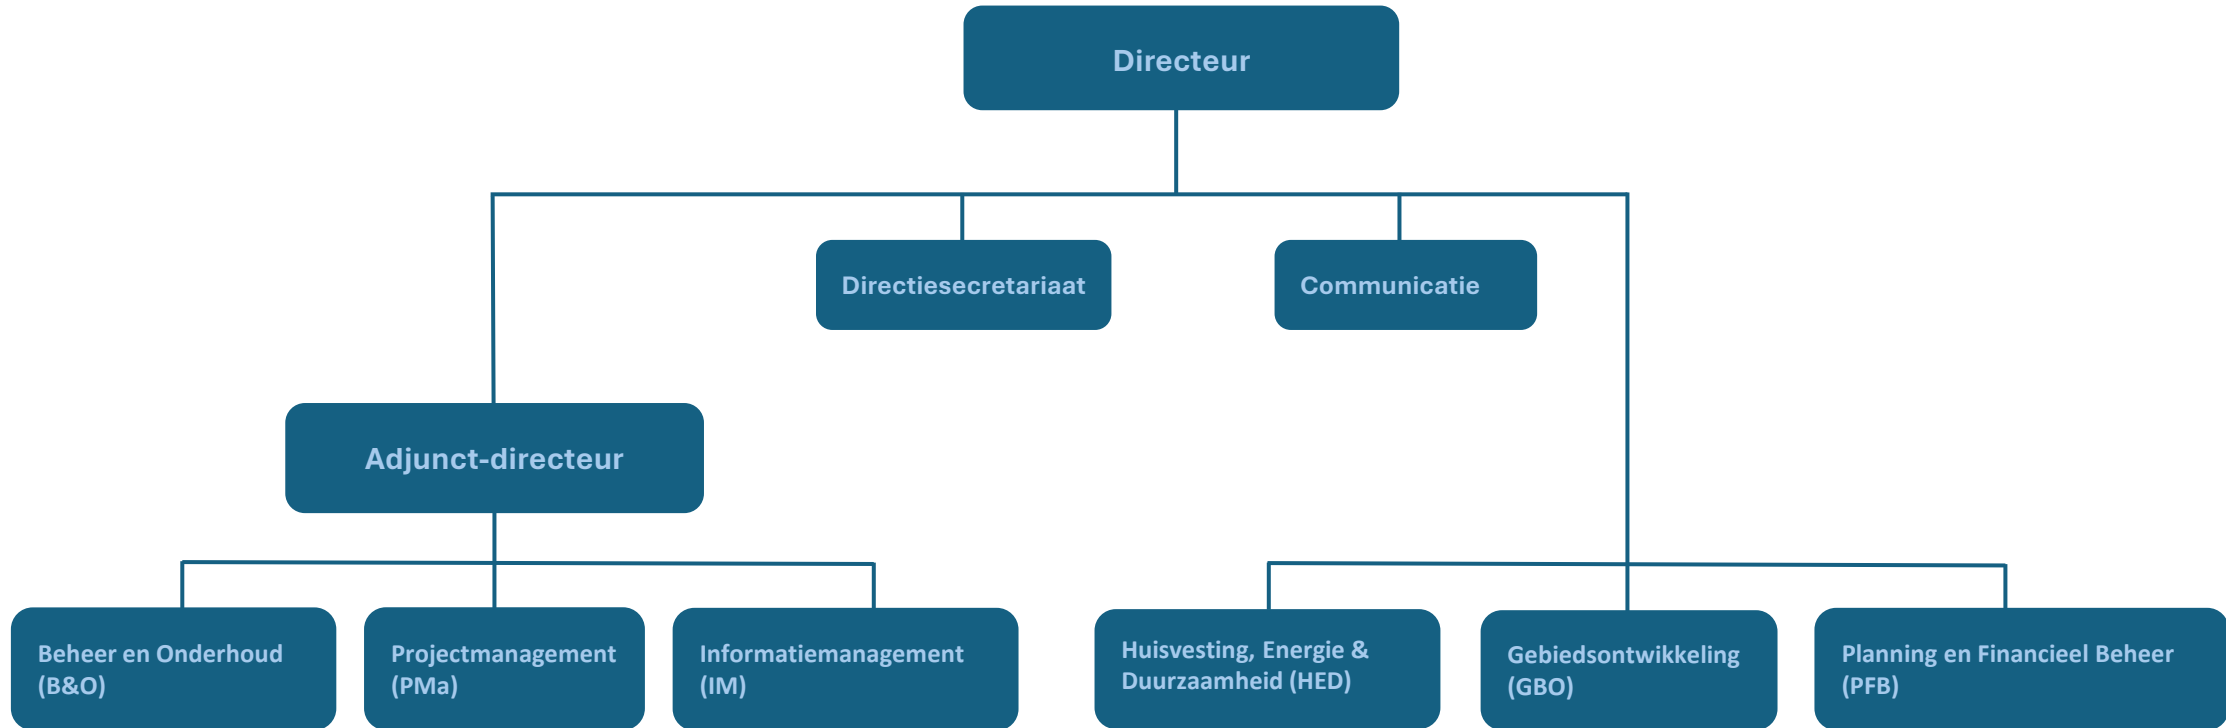 Directeur
Directiesecretariaat
Communicatie
Adjunct-directeur
Beheer en Onderhoud
(B&O)
Projectmanagement
(PMa)
Informatiemanagement
(IM)
Huisvesting, Energie &
Duurzaamheid (HED)
Gebiedsontwikkeling
(GBO)
Planning en Financieel Beheer
(PFB)